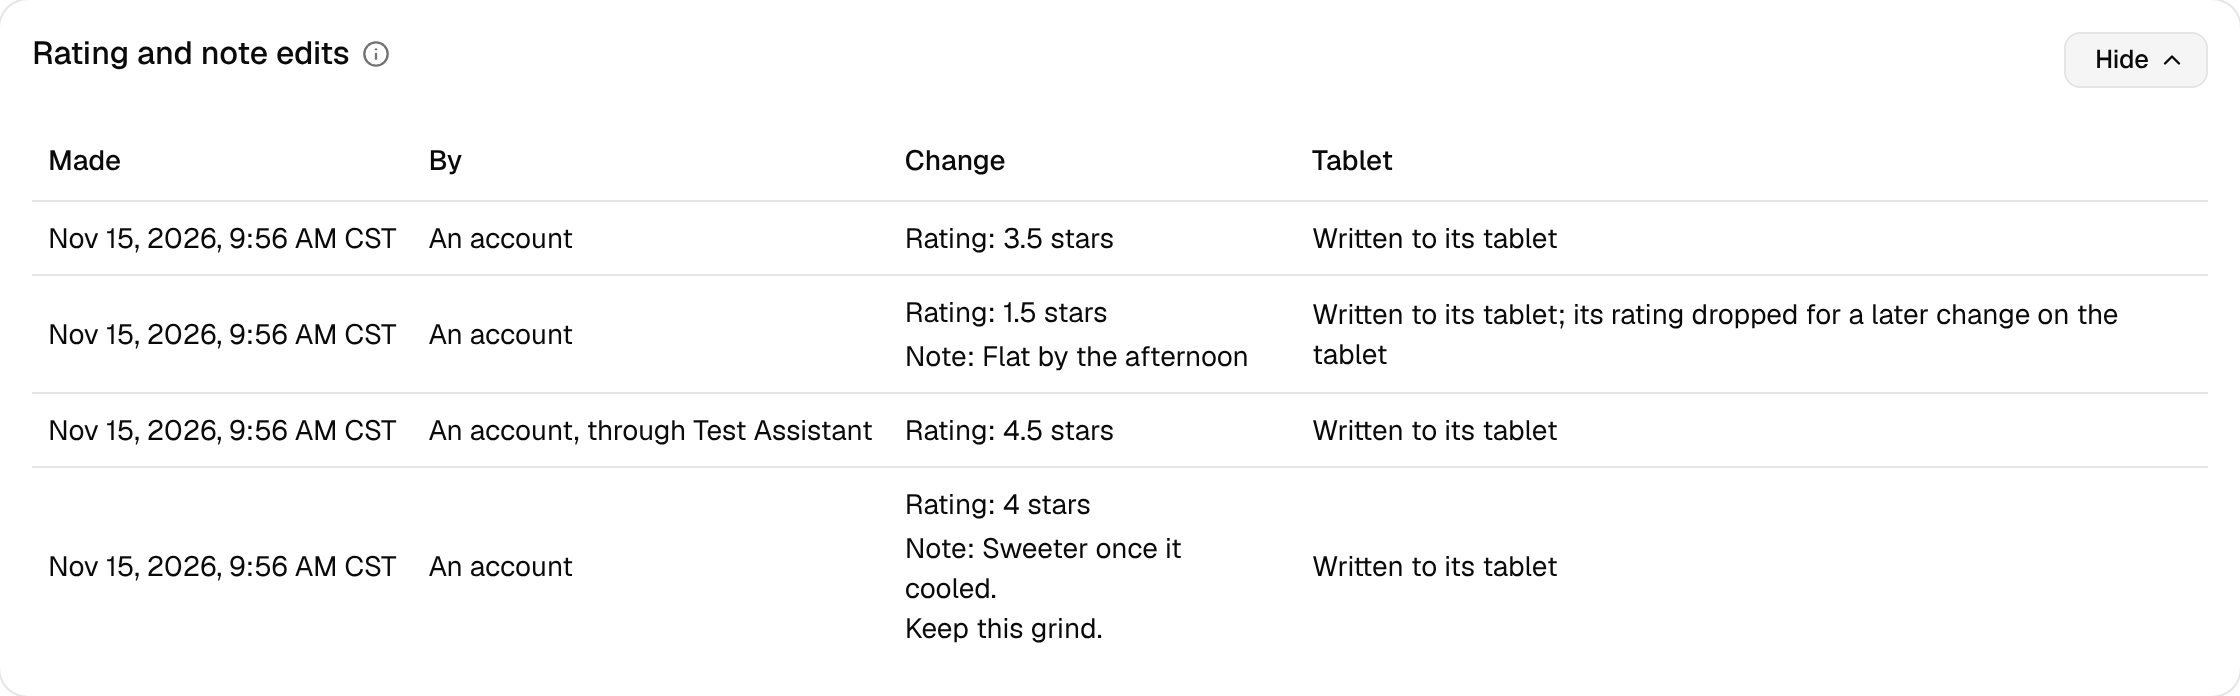 Rating and note edits
Hide
Made By Change Tablet
Nov 15, 2026, 9:56 AM CST An account Rating: 3.5 stars Written to its tablet
Nov 15, 2026, 9:56 AM CST An account
Rating: 1.5 stars
Note: Flat by the afternoon
Written to its tablet; its rating dropped for a later change on the
tablet
Nov 15, 2026, 9:56 AM CST An account, through Test Assistant Rating: 4.5 stars Written to its tablet
Nov 15, 2026, 9:56 AM CST An account
Rating: 4 stars
Note: Sweeter once it
cooled.
Keep this grind.
Written to its tablet